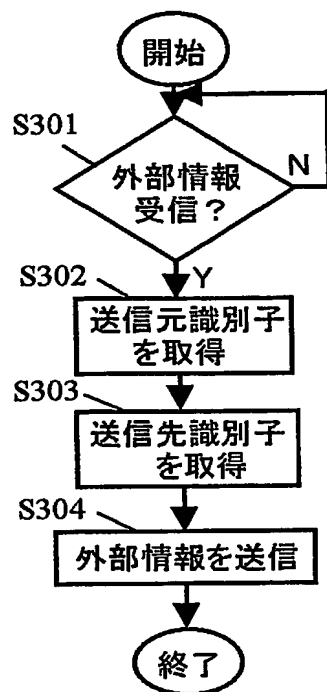 開始
S301
外部情報
受信？
N
Y
S302
送信元識別子
を取得
S303
送信先識別子
を取得
S304
外部情報を送信
終了